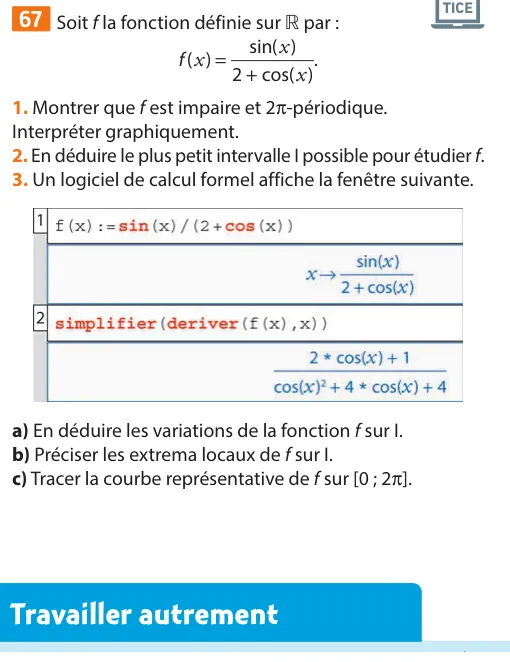 TICE
67 Soit f la fonction définie sur ℝ par :
f(x) = sin(x) / (2 + cos(x)).
1. Montrer que f est impaire et 2π-périodique.
Interpréter graphiquement.
2. En déduire le plus petit intervalle I possible pour étudier f.
3. Un logiciel de calcul formel affiche la fenêtre suivante.
1 f(x):=sin(x)/(2+cos(x))
x→ sin(x) / (2 + cos(x))
2 simplifier(deriver(f(x),x))
2 * cos(x) + 1
cos(x)² + 4 * cos(x) + 4
a) En déduire les variations de la fonction f sur I.
b) Préciser les extrema locaux de f sur I.
c) Tracer la courbe représentative de f sur [0 ; 2π].
Travailler autrement